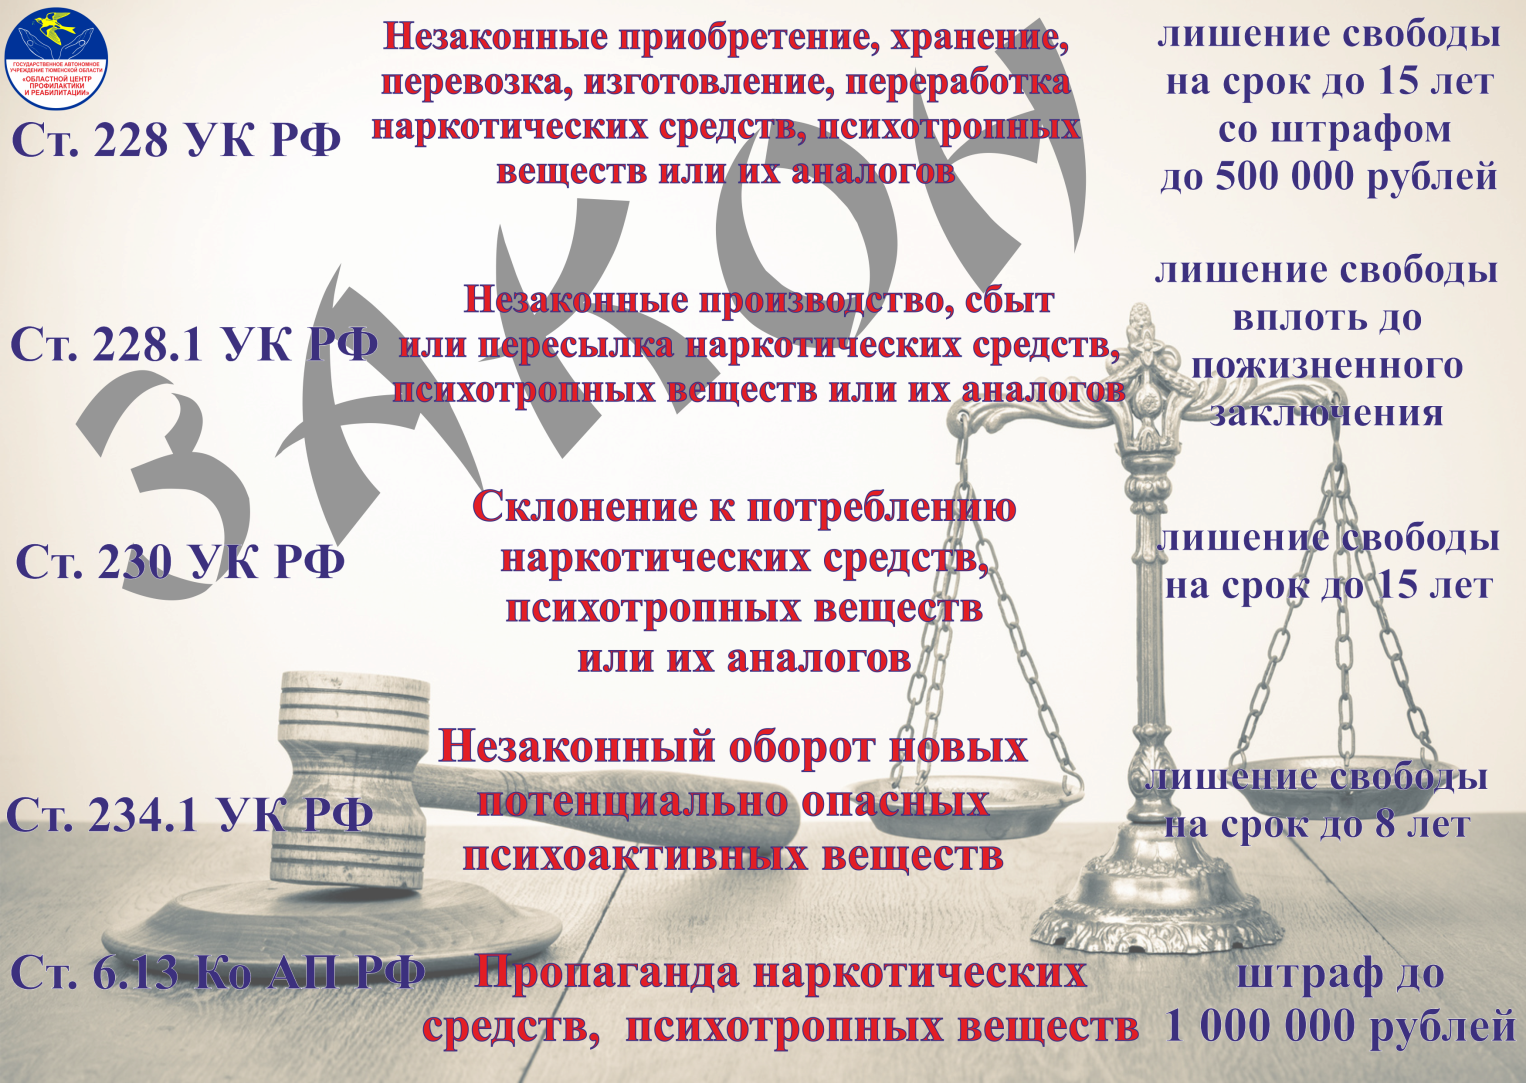 ГОСУДАРСТВЕННОЕ АВТОНОМНОЕ
УЧРЕЖДЕНИЕ ТЮМЕНСКОЙ ОБЛАСТИ
«ОБЛАСТНОЙ ЦЕНТР
ПРОФИЛАКТИКИ
И РЕАБИЛИТАЦИИ»
ЗАКОН
Ст. 228 УК РФ
Незаконные приобретение, хранение,
перевозка, изготовление, переработка
наркотических средств, психотропных
веществ или их аналогов
лишение свободы
на срок до 15 лет
со штрафом
до 500 000 рублей
Ст. 228.1 УК РФ
Незаконные производство, сбыт
или пересылка наркотических средств,
психотропных веществ или их аналогов
лишение свободы
вплоть до
пожизненного
заключения
Ст. 230 УК РФ
Склонение к потреблению
наркотических средств,
психотропных веществ
или их аналогов
лишение свободы
на срок до 15 лет
Ст. 234.1 УК РФ
Незаконный оборот новых
потенциально опасных
психоактивных веществ
лишение свободы
на срок до 8 лет
Ст. 6.13 Ко АП РФ
Пропаганда наркотических
средств, психотропных веществ
штраф до
1 000 000 рублей